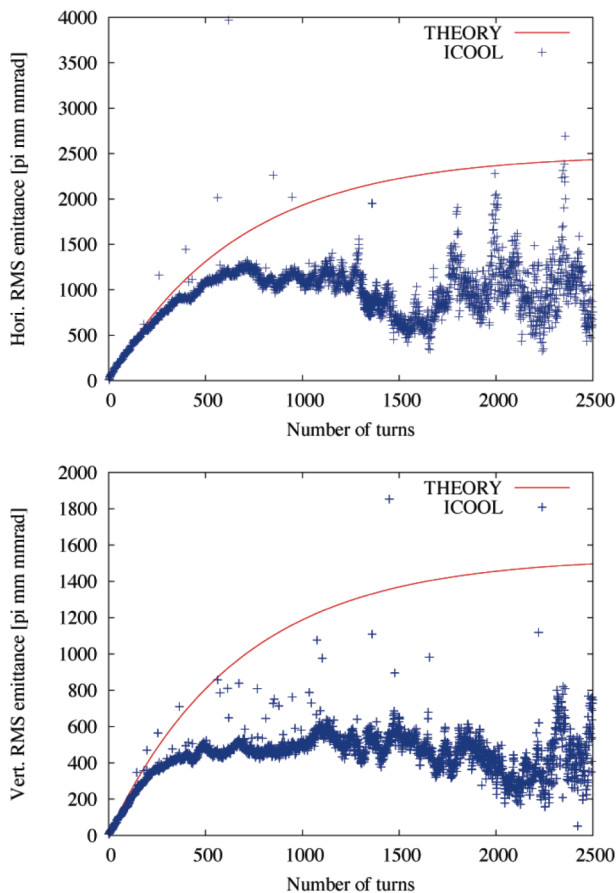 4000
3500
3000
2500
2000
1500
1000
500
0
Hori. RMS emittance [pi mm mmrad]
THEORY
ICOOL
0 500 1000 1500 2000 2500
Number of turns
2000
1800
1600
1400
1200
1000
800
600
400
200
0
Vert. RMS emittance [pi mm mmrad]
THEORY
ICOOL
0 500 1000 1500 2000 2500
Number of turns